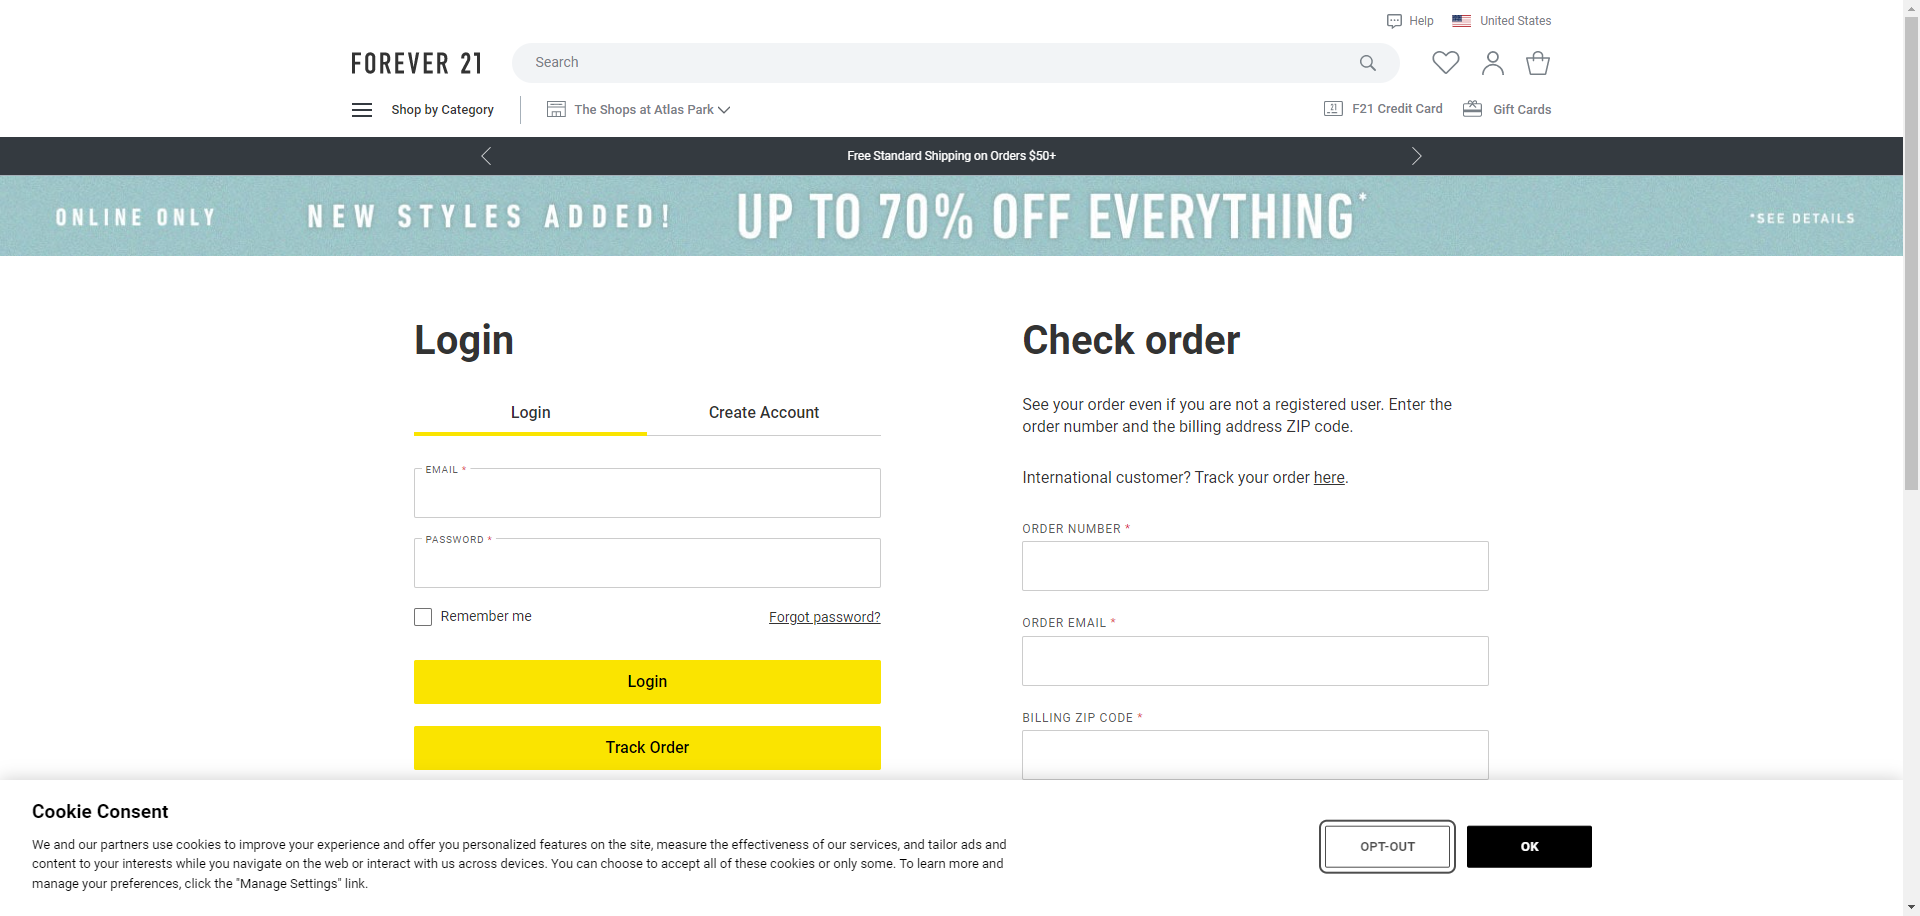 Help
United States
FOREVER 21
Search
Shop by Category
The Shops at Atlas Park
21
F21 Credit Card
Gift Cards
Free Standard Shipping on Orders $50+
ONLINE ONLY
NEW STYLES ADDED!
UP TO 70% OFF EVERYTHING*
*SEE DETAILS
Login
Login
Create Account
EMAIL *
PASSWORD *
Remember me
Forgot password?
Login
Track Order
Check order
See your order even if you are not a registered user. Enter the
order number and the billing address ZIP code.
International customer? Track your order here.
ORDER NUMBER *
ORDER EMAIL *
BILLING ZIP CODE *
Cookie Consent
We and our partners use cookies to improve your experience and offer you personalized features on the site, measure the effectiveness of our services, and tailor ads and
content to your interests while you navigate on the web or interact with us across devices. You can choose to accept all of these cookies or only some. To learn more and
manage your preferences, click the "Manage Settings" link.
OPT-OUT
OK